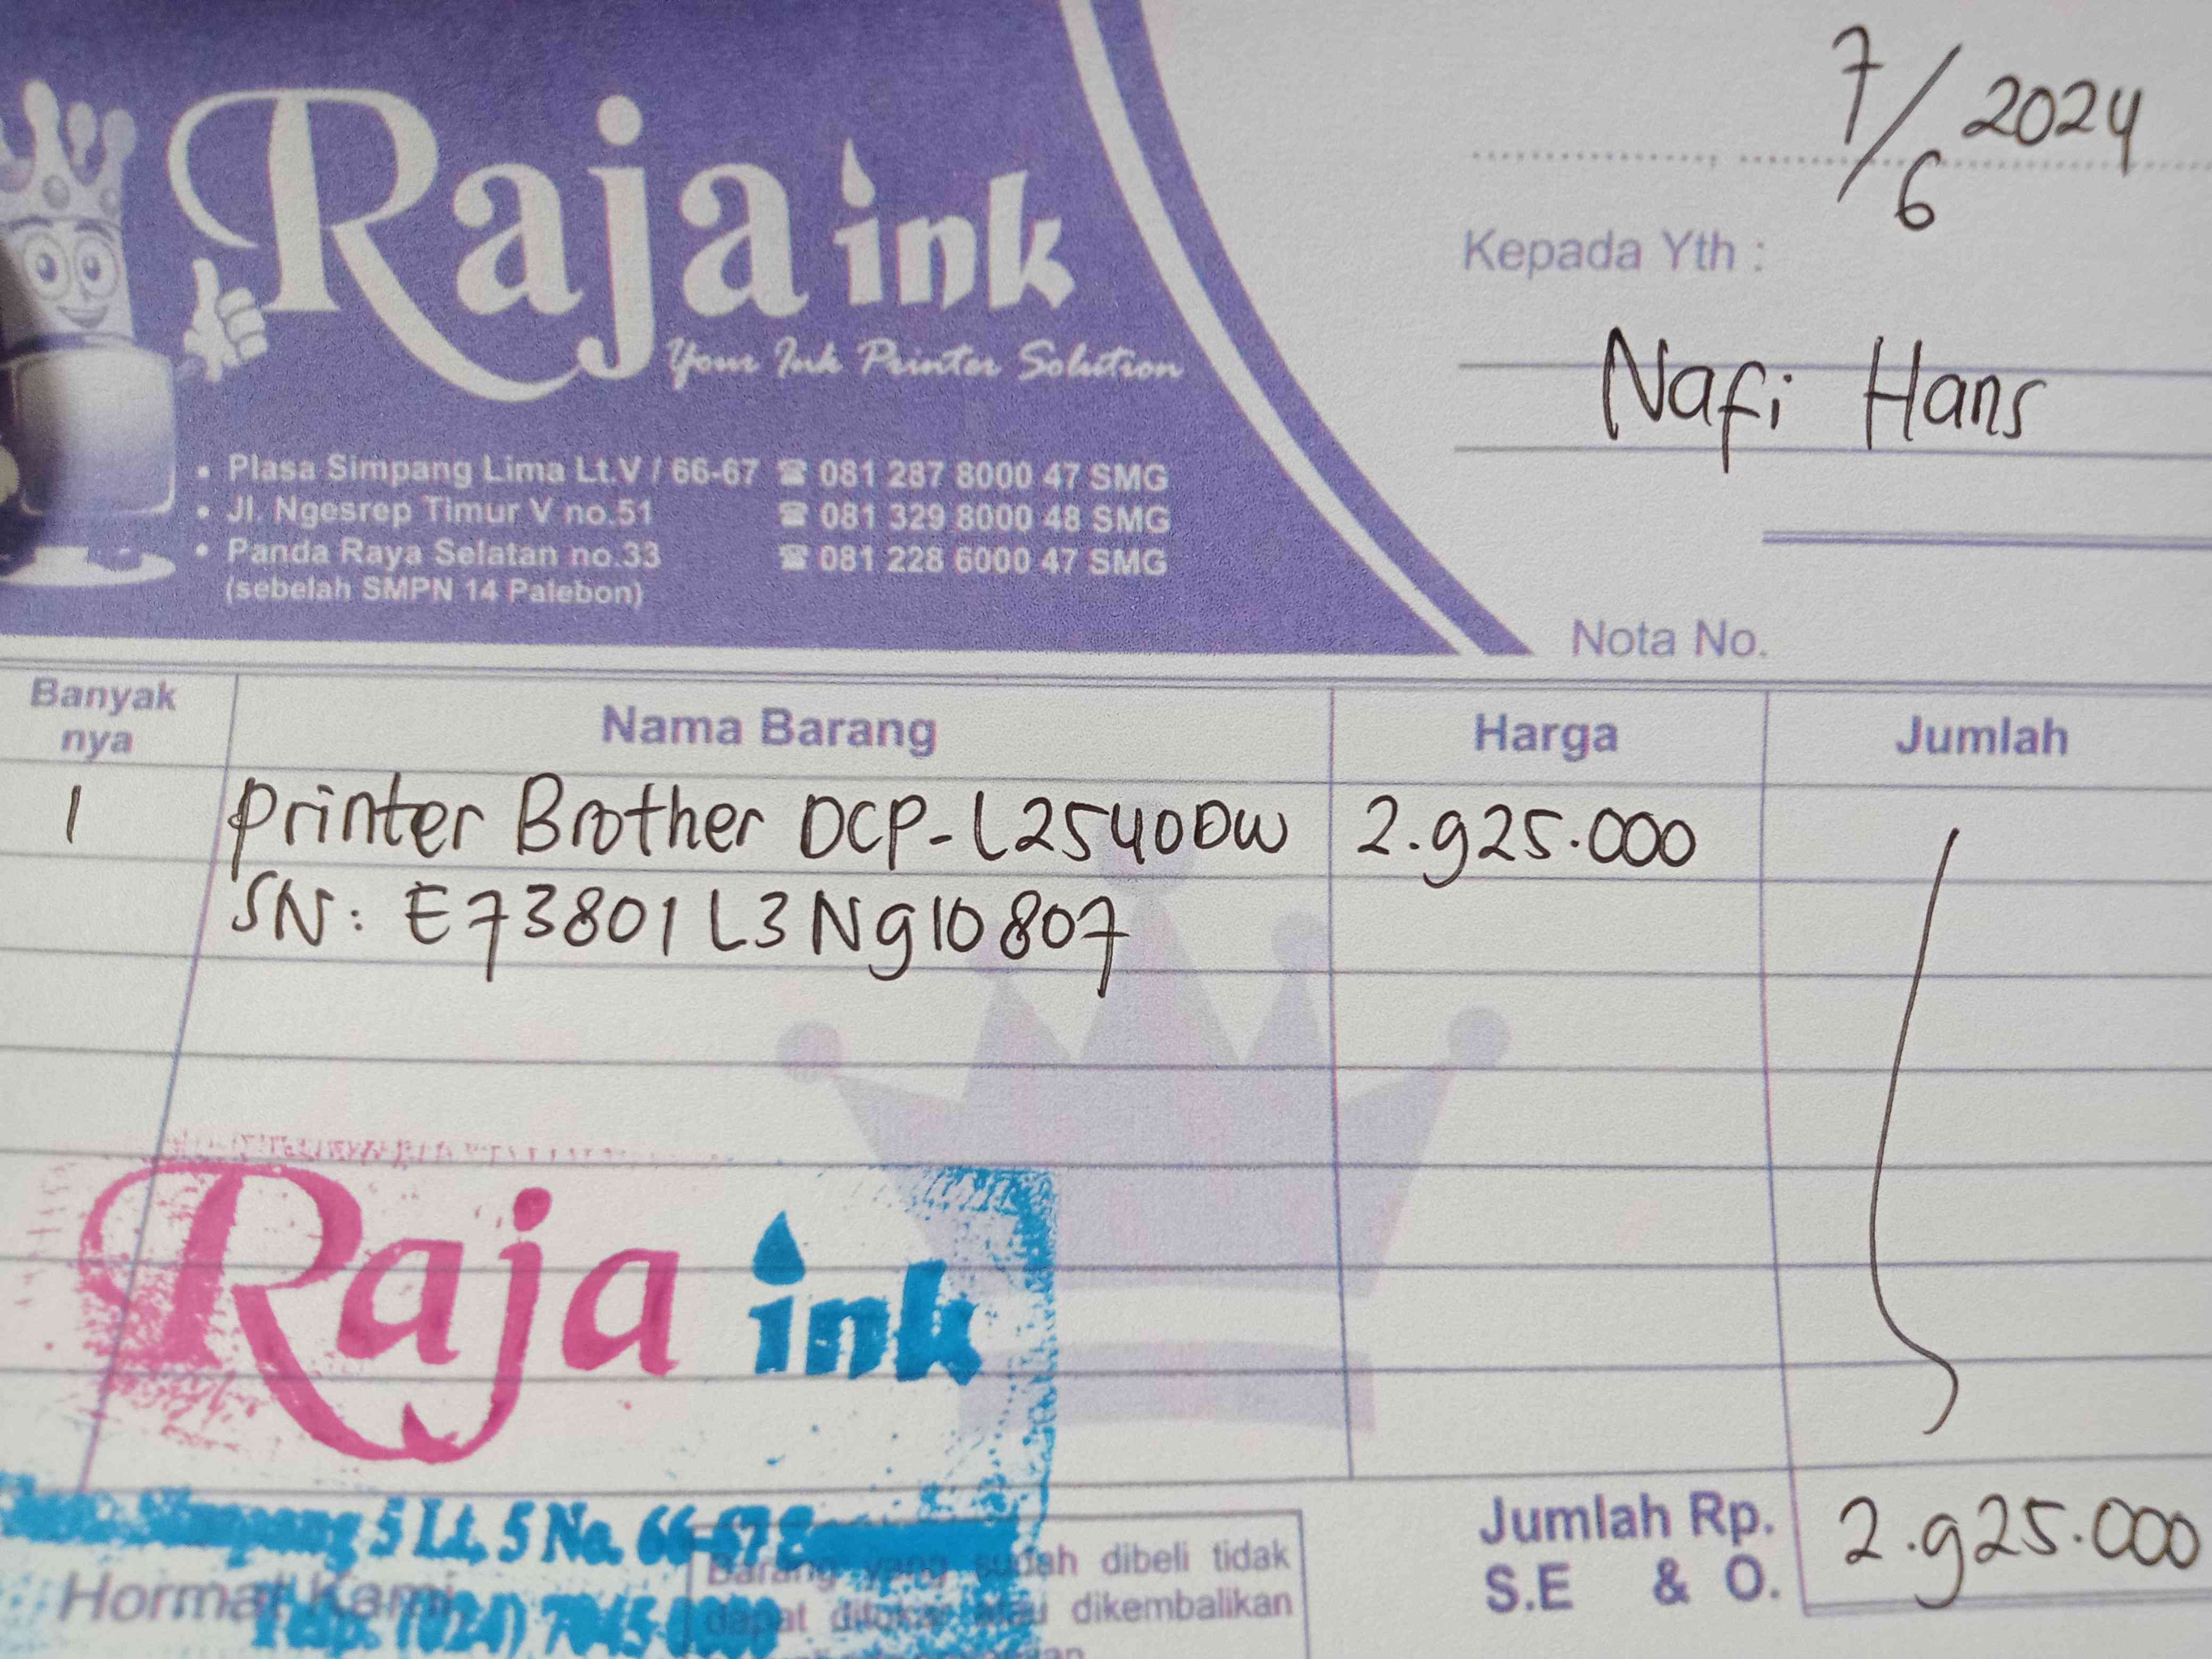 7/6 2024
Raja ink
Your Ink Printer Solution
• Plasa Simpang Lima Lt.V / 66-67 ☎ 081 287 8000 47 SMG
• Jl. Ngesrep Timur V no.51 ☎ 081 329 8000 48 SMG
• Panda Raya Selatan no.33 ☎ 081 228 6000 47 SMG
(sebelah SMPN 14 Palebon)
Kepada Yth :
Nafi Hans
Nota No.
Banyak nya Nama Barang Harga Jumlah
1 Printer Brother DCP-L2540DW 2.925.000
SN: E73801L3N910807
Raja ink
Simpang 5 Lt. 5 No. 66-67
Hormat Kami,
Telp. (024) 7045
Barang yang sudah dibeli tidak
dapat ditukar atau dikembalikan
Jumlah Rp. 2.925.000
S.E & O.